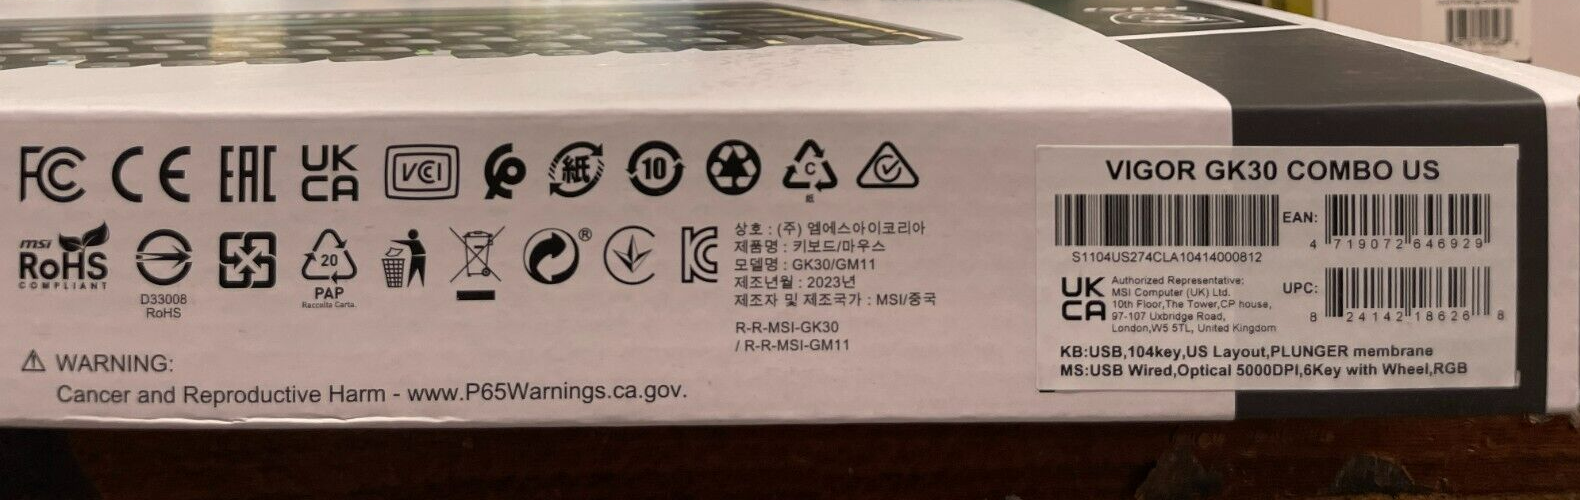 FC CE EAC UK CA VCCI 紙 10 C 紙
msi RoHS COMPLIANT
D33008
RoHS
20
PAP
Raccolta Carta.
®
상호 : (주) 엠에스아이코리아
제품명 : 키보드/마우스
모델명 : GK30/GM11
제조년월 : 2023년
제조자 및 제조국가 : MSI/중국
R-R-MSI-GK30
/ R-R-MSI-GM11
WARNING:
Cancer and Reproductive Harm - www.P65Warnings.ca.gov.
VIGOR GK30 COMBO US
S1104US274CLA10414000812
EAN:
4 719072 646929
UK CA
Authorized Representative:
MSI Computer (UK) Ltd.
10th Floor,The Tower,CP house,
97-107 Uxbridge Road,
London,W5 5TL, United Kingdom
UPC:
8 24142 18626 8
KB:USB,104key,US Layout,PLUNGER membrane
MS:USB Wired,Optical 5000DPI,6Key with Wheel,RGB